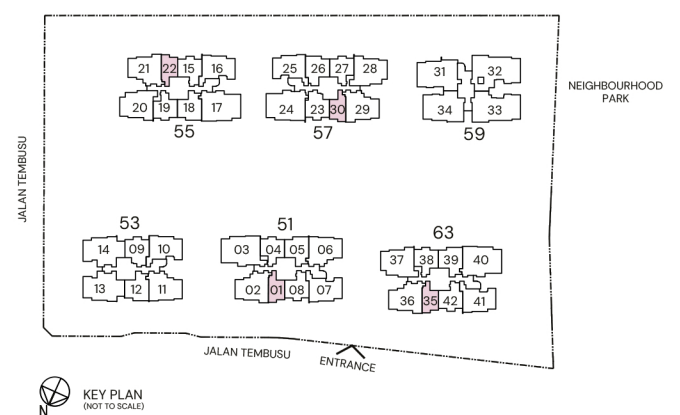 21 22 15 16
20 19 18 17
55
25 26 27 28
24 23 30 29
57
31 32
34 33
59
NEIGHBOURHOOD
PARK
JALAN TEMBUSU
53
14 09 10
13 12 11
51
03 04 05 06
02 01 08 07
63
37 38 39 40
36 35 42 41
JALAN TEMBUSU
ENTRANCE
N
KEY PLAN
(NOT TO SCALE)